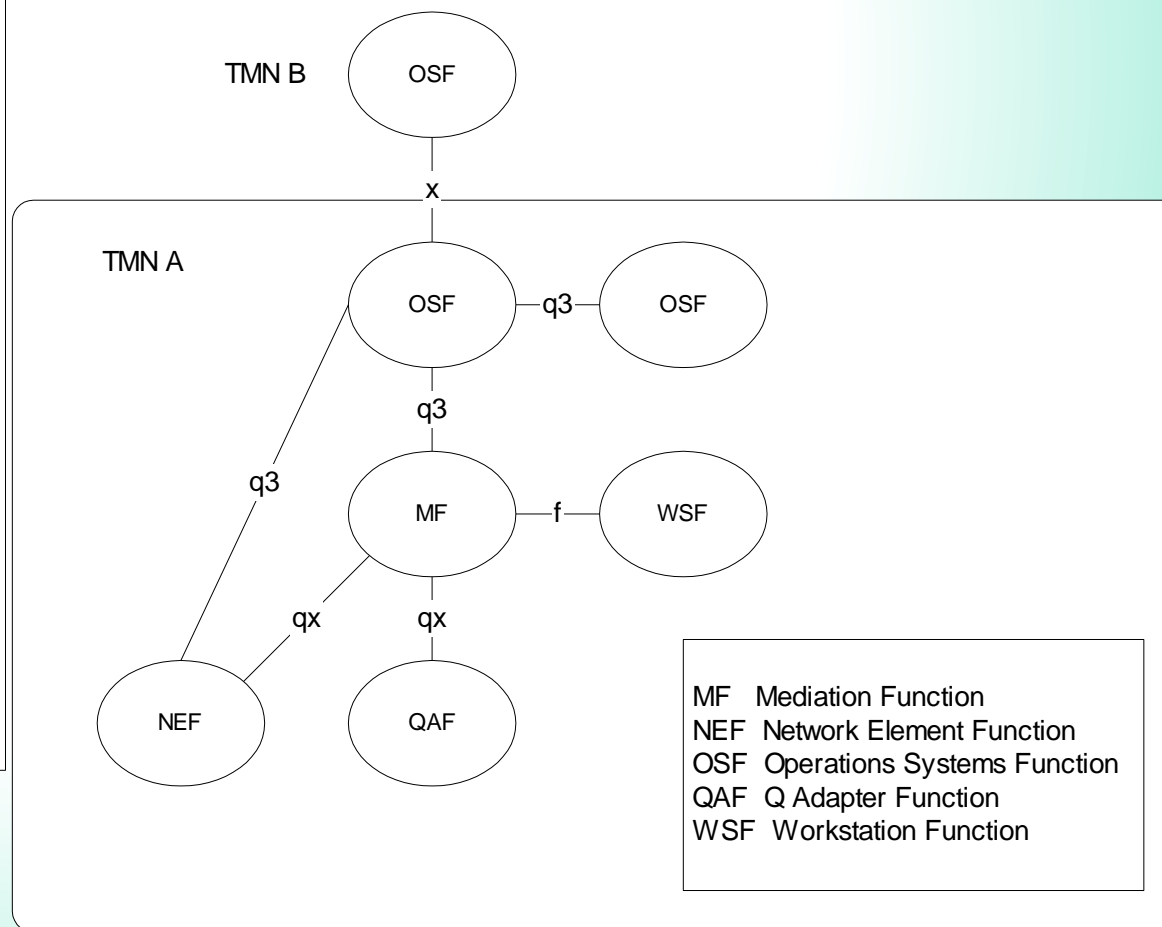 TMN B
OSF
x
TMN A
OSF
q3
OSF
q3
q3
MF
f
WSF
qx
qx
NEF
QAF
MF Mediation Function
NEF Network Element Function
OSF Operations Systems Function
QAF Q Adapter Function
WSF Workstation Function